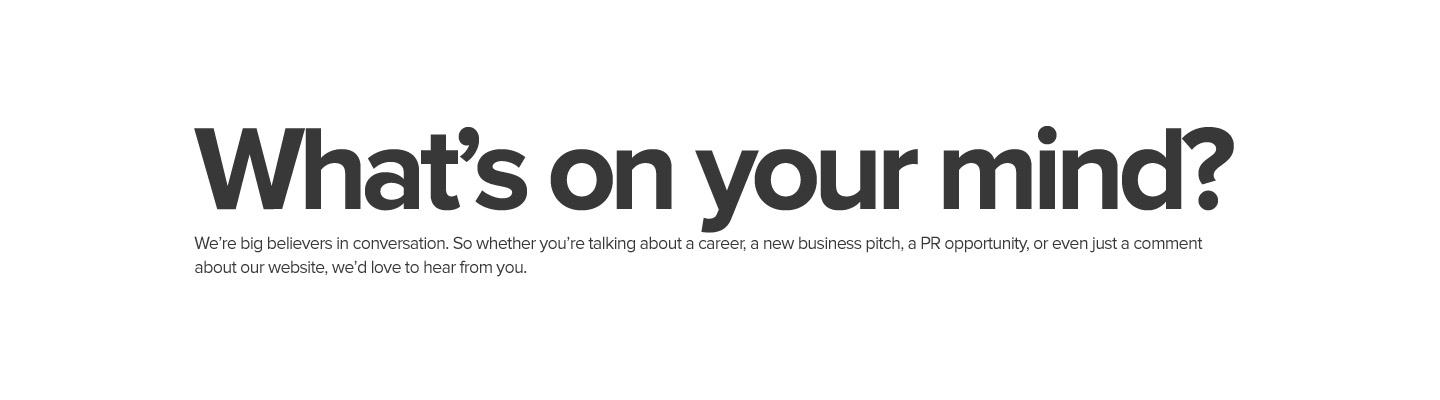 What’s on your mind?
We’re big believers in conversation. So whether you’re talking about a career, a new business pitch, a PR opportunity, or even just a comment
about our website, we’d love to hear from you.